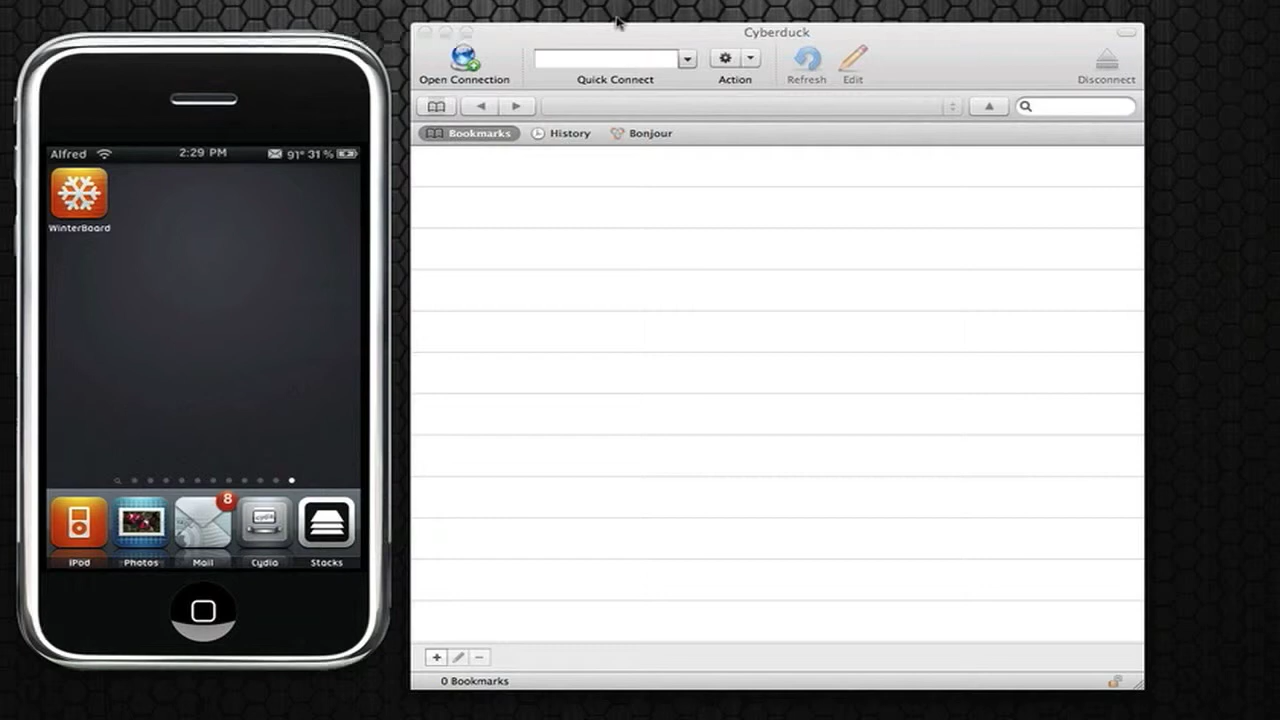 Alfred 2:29 PM 91° 31 %
WinterBoard
8
iPod Photos Mail Cydia Stacks
Cyberduck
Open Connection Quick Connect Action Refresh Edit Disconnect
Bookmarks History Bonjour
0 Bookmarks